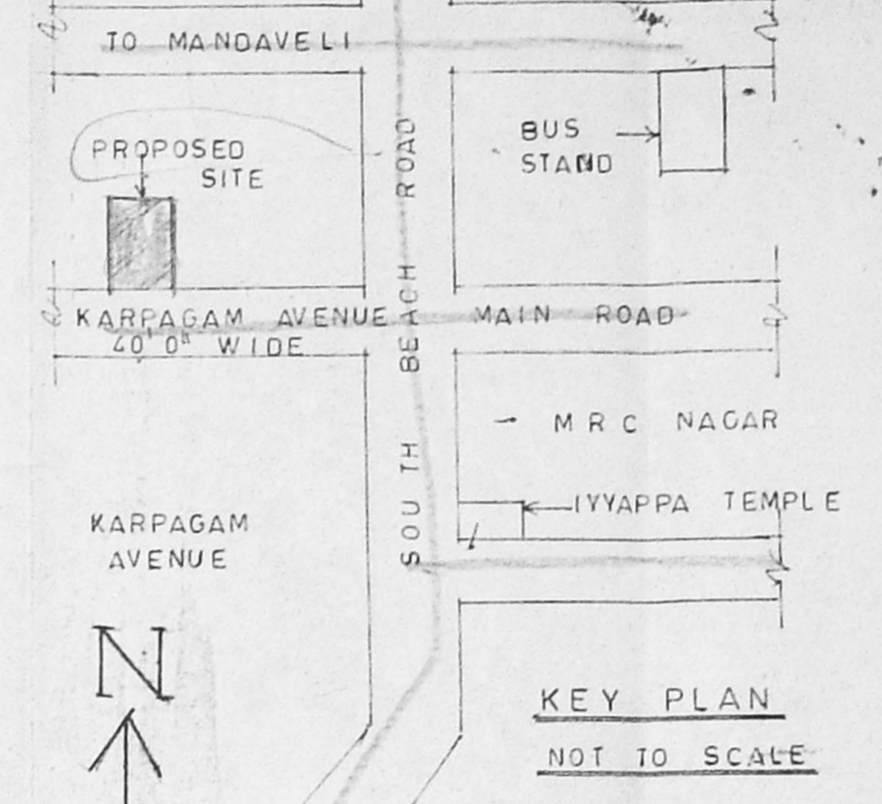 TO MANDAVELI
PROPOSED
SITE
BUS
STAND
SOUTH BEACH ROAD
KARPAGAM AVENUE MAIN ROAD
40'0" WIDE
M R C NAGAR
IYYAPPA TEMPLE
KARPAGAM
AVENUE
N
KEY PLAN
NOT TO SCALE